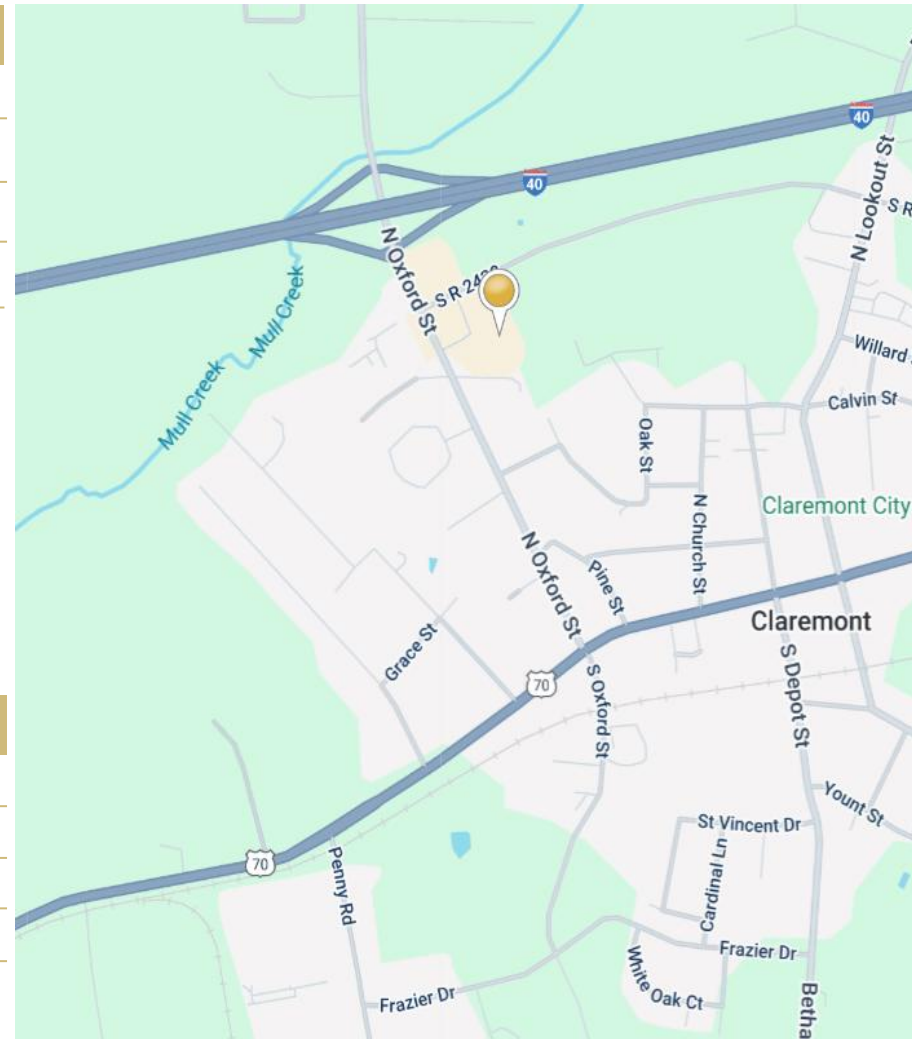 40
N Lookout St
40
S R
N Oxford St
S R
Mull Creek
Willard
Mull Creek
Calvin St
Oak St
N Church St
Claremont City
N Oxford St
Pine St
Claremont
Grace St
70
S Oxford St
S Depot St
Yount St
St Vincent Dr
Cardinal Ln
70
Penny Rd
Frazier Dr
White Oak Ct
Frazier Dr
Betha